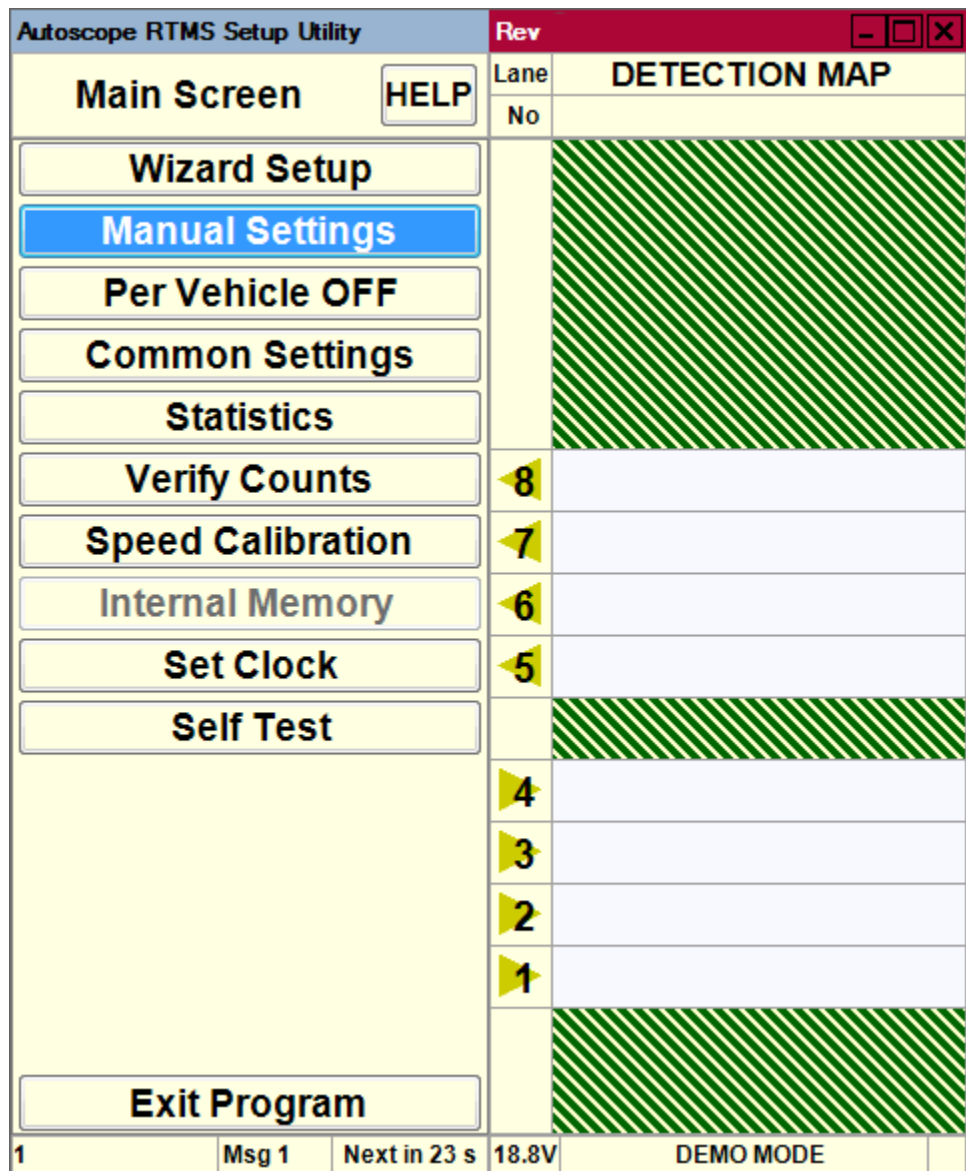 Autoscope RTMS Setup Utility
Rev
Main Screen
HELP
Lane
No
DETECTION MAP
Wizard Setup
Manual Settings
Per Vehicle OFF
Common Settings
Statistics
Verify Counts
Speed Calibration
Internal Memory
Set Clock
Self Test
Exit Program
8
7
6
5
4
3
2
1
1
Msg 1
Next in 23 s
18.8V
DEMO MODE